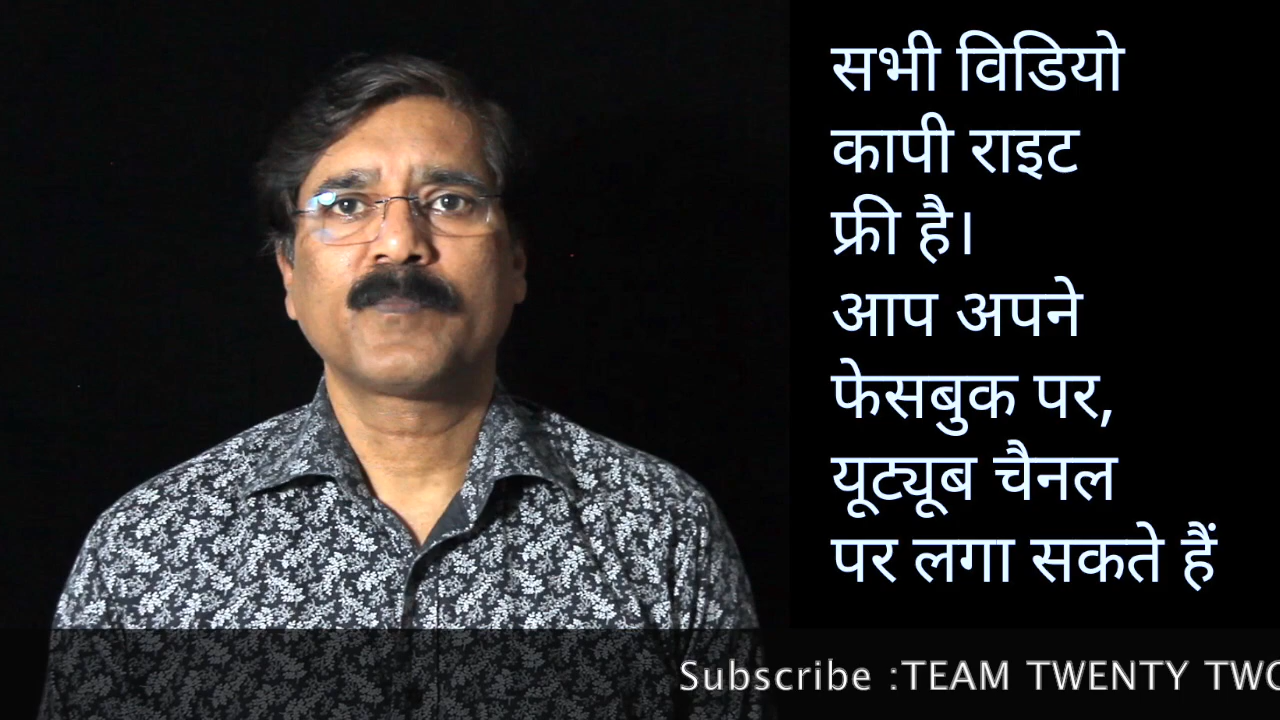 सभी विडियो
कापी राइट
फ्री है।
आप अपने
फेसबुक पर,
यूट्यूब चैनल
पर लगा सकते हैं
Subscribe :TEAM TWENTY TWO